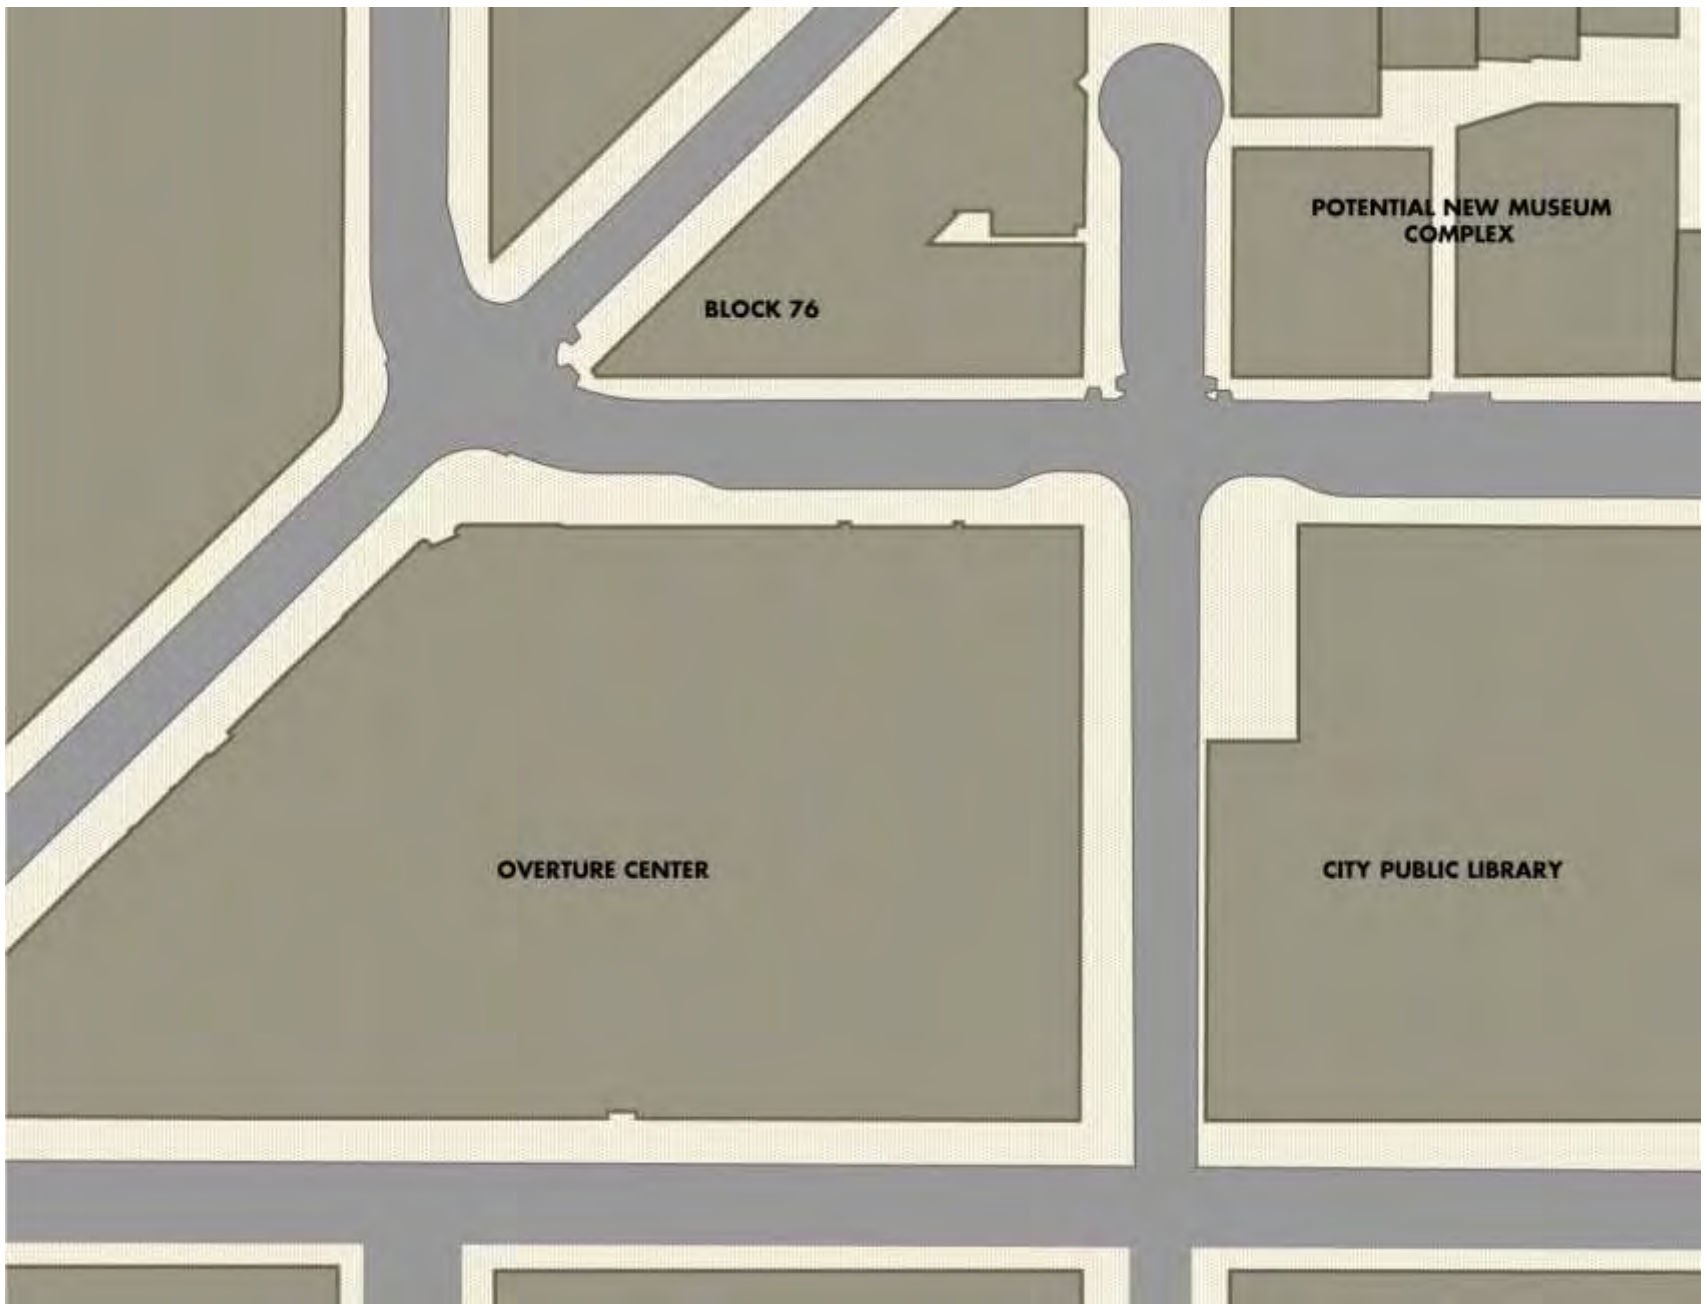 POTENTIAL NEW MUSEUM
COMPLEX
BLOCK 76
OVERTURE CENTER
CITY PUBLIC LIBRARY